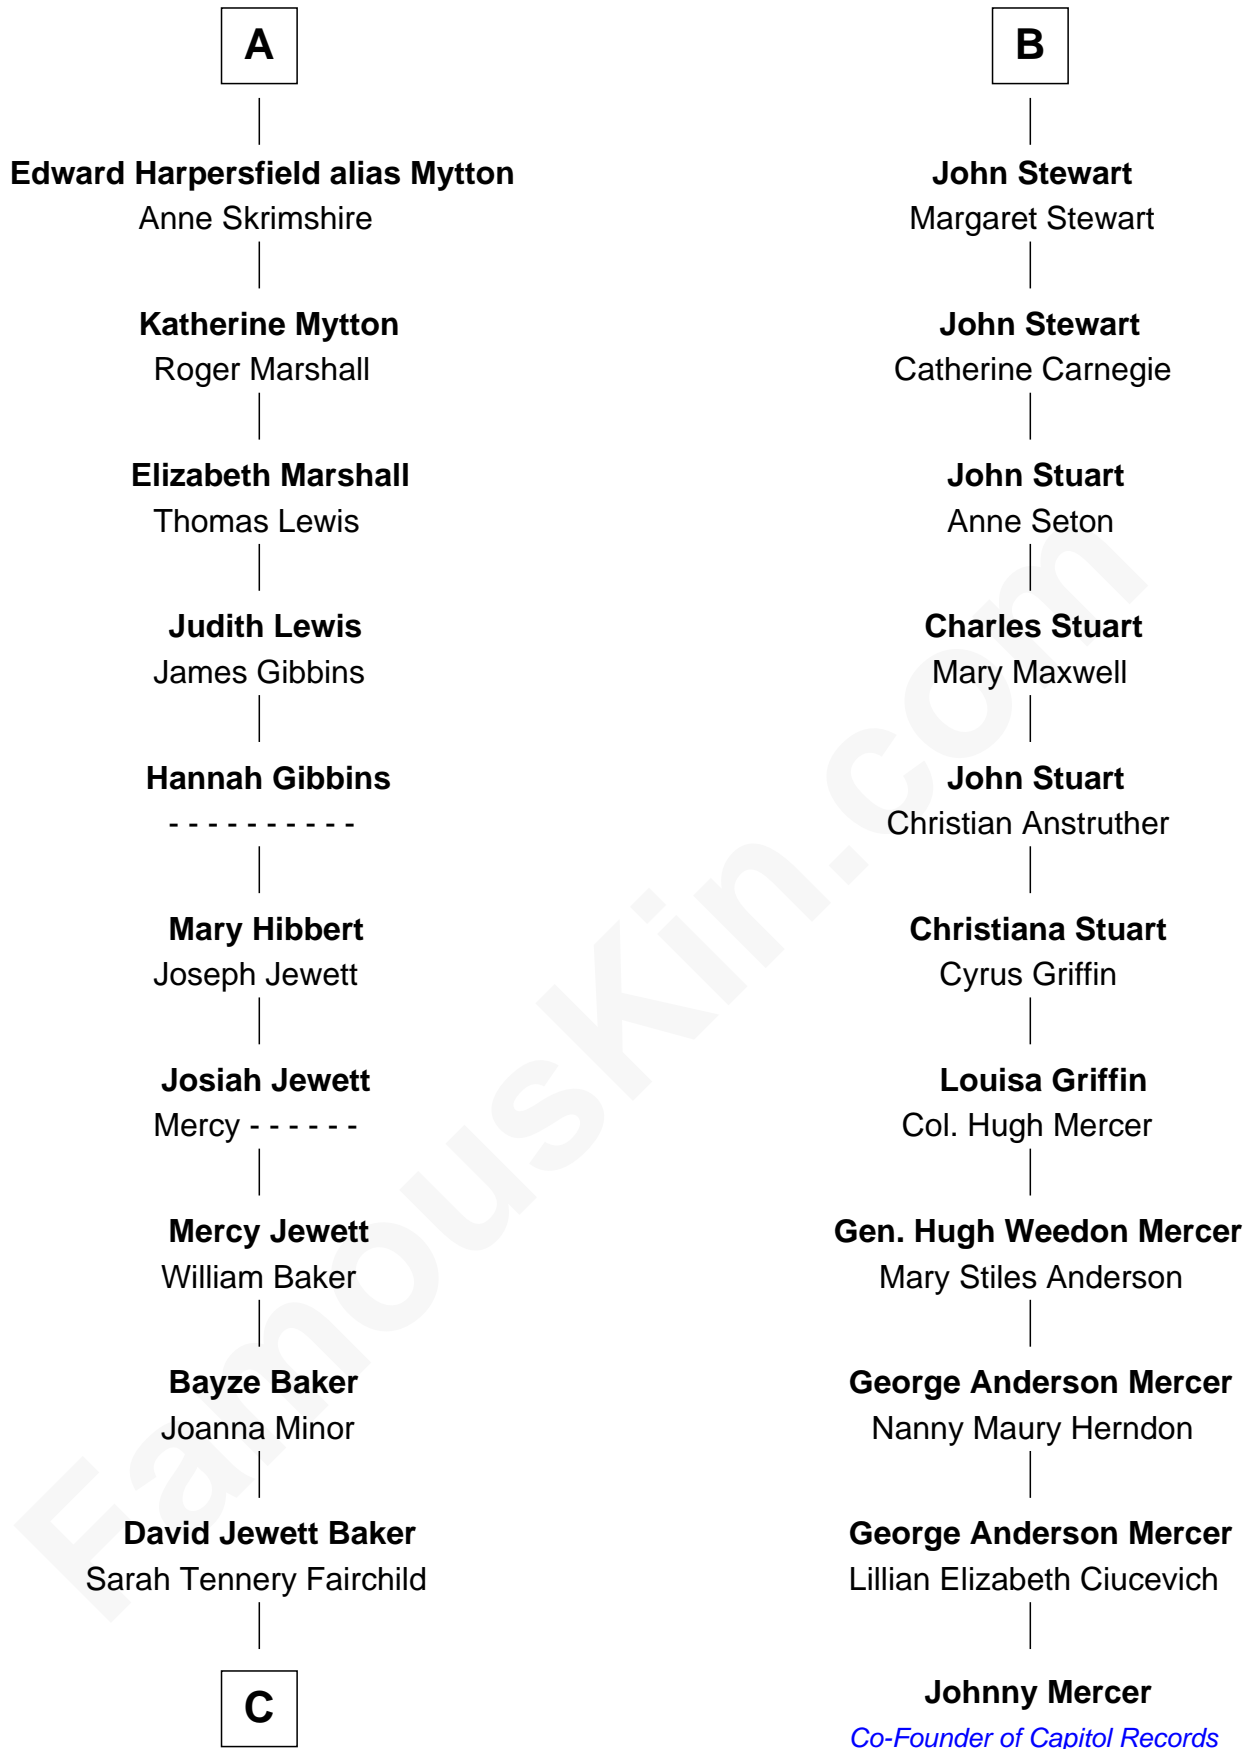 A
Edward Harpersfield alias Mytton
Anne Skrimshire
Katherine Mytton
Roger Marshall
Elizabeth Marshall
Thomas Lewis
Judith Lewis
James Gibbins
Hannah Gibbins
- - - - - - - - - -
Mary Hibbert
Joseph Jewett
Josiah Jewett
Mercy - - - - - -
Mercy Jewett
William Baker
Bayze Baker
Joanna Minor
David Jewett Baker
Sarah Tennery Fairchild
C
B
John Stewart
Margaret Stewart
John Stewart
Catherine Carnegie
John Stuart
Anne Seton
Charles Stuart
Mary Maxwell
John Stuart
Christian Anstruther
Christiana Stuart
Cyrus Griffin
Louisa Griffin
Col. Hugh Mercer
Gen. Hugh Weedon Mercer
Mary Stiles Anderson
George Anderson Mercer
Nanny Maury Herndon
George Anderson Mercer
Lillian Elizabeth Ciucevich
Johnny Mercer
Co-Founder of Capitol Records
FamousKin.com